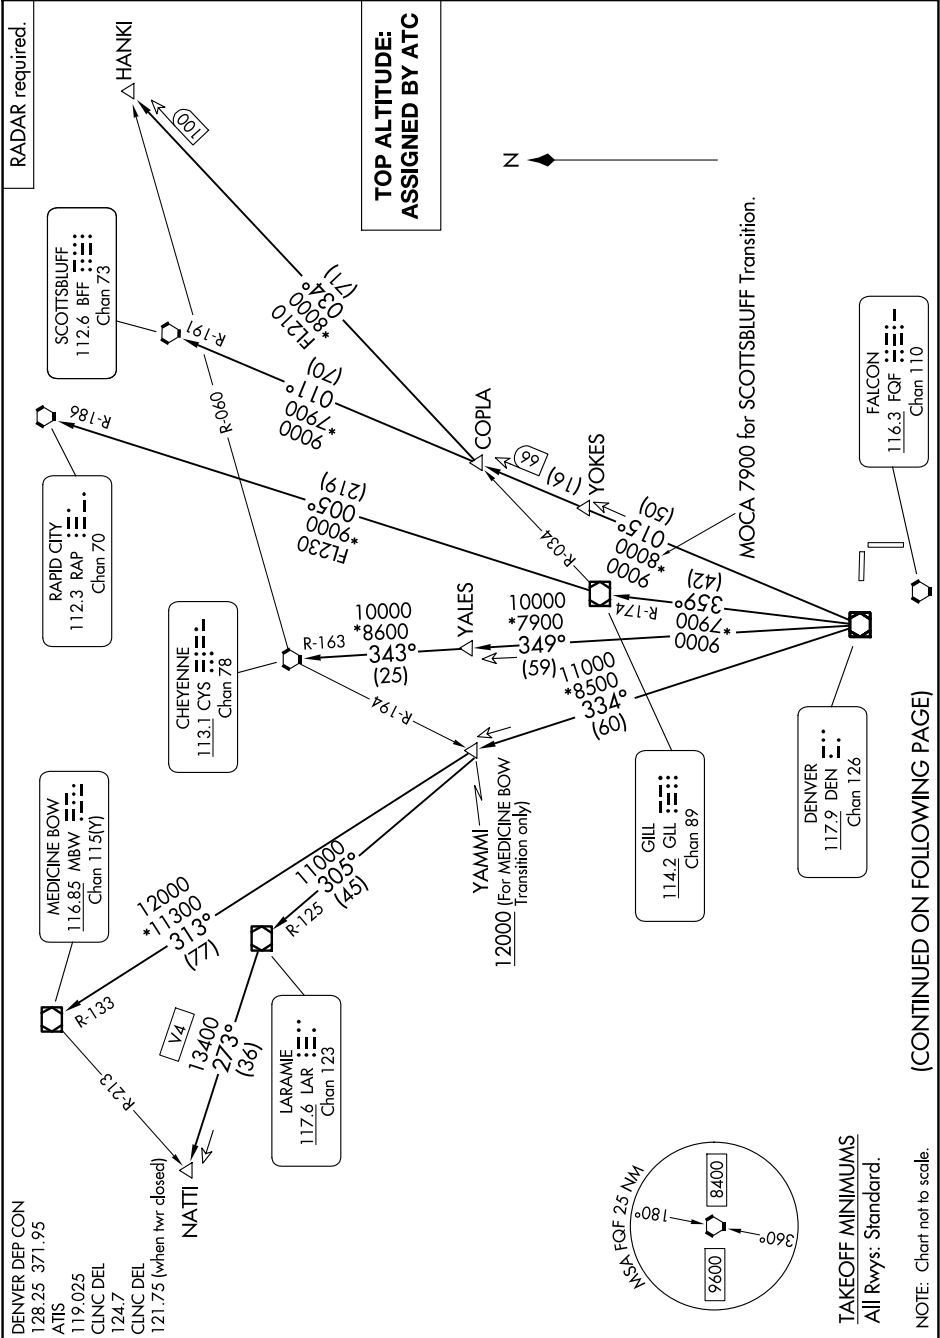 DENVER DEP CON
128.25 371.95
ATIS
119.025
CLNC DEL
124.7
CLNC DEL
121.75 (when twr closed)
RADAR required.
TOP ALTITUDE:
ASSIGNED BY ATC
N
HANKI
100
FL210
*8000
034°
(71)
SCOTTSBLUFF
112.6 BFF
Chan 73
R-191
9000
*7900
011°
(70)
RAPID CITY
112.3 RAP
Chan 70
R-186
FL230
*9000
005°
(219)
R-060
CHEYENNE
113.1 CYS
Chan 78
R-163
10000
*8600
343°
(25)
R-194
MEDICINE BOW
116.85 MBW
Chan 115(Y)
R-133
12000
*11300
313°
(77)
R-213
NATTI
V4
13400
273°
(36)
LARAMIE
117.6 LAR
Chan 123
R-125
11000
305°
(45)
YAMMI
12000 (For MEDICINE BOW
Transition only)
YALES
10000
*7900
349°
(59)
11000
*8500
334°
(60)
COPLA
66
(16)
YOKES
R-034
9000
*8000
015°
(50)
MOCA 7900 for SCOTTSBLUFF Transition.
R-174
9000
*7900
359°
(42)
GILL
114.2 GLL
Chan 89
DENVER
117.9 DEN
Chan 126
FALCON
116.3 FQF
Chan 110
MSA FQF 25 NM
180°
360°
9600
8400
TAKEOFF MINIMUMS
All Rwys: Standard.
NOTE: Chart not to scale.
(CONTINUED ON FOLLOWING PAGE)